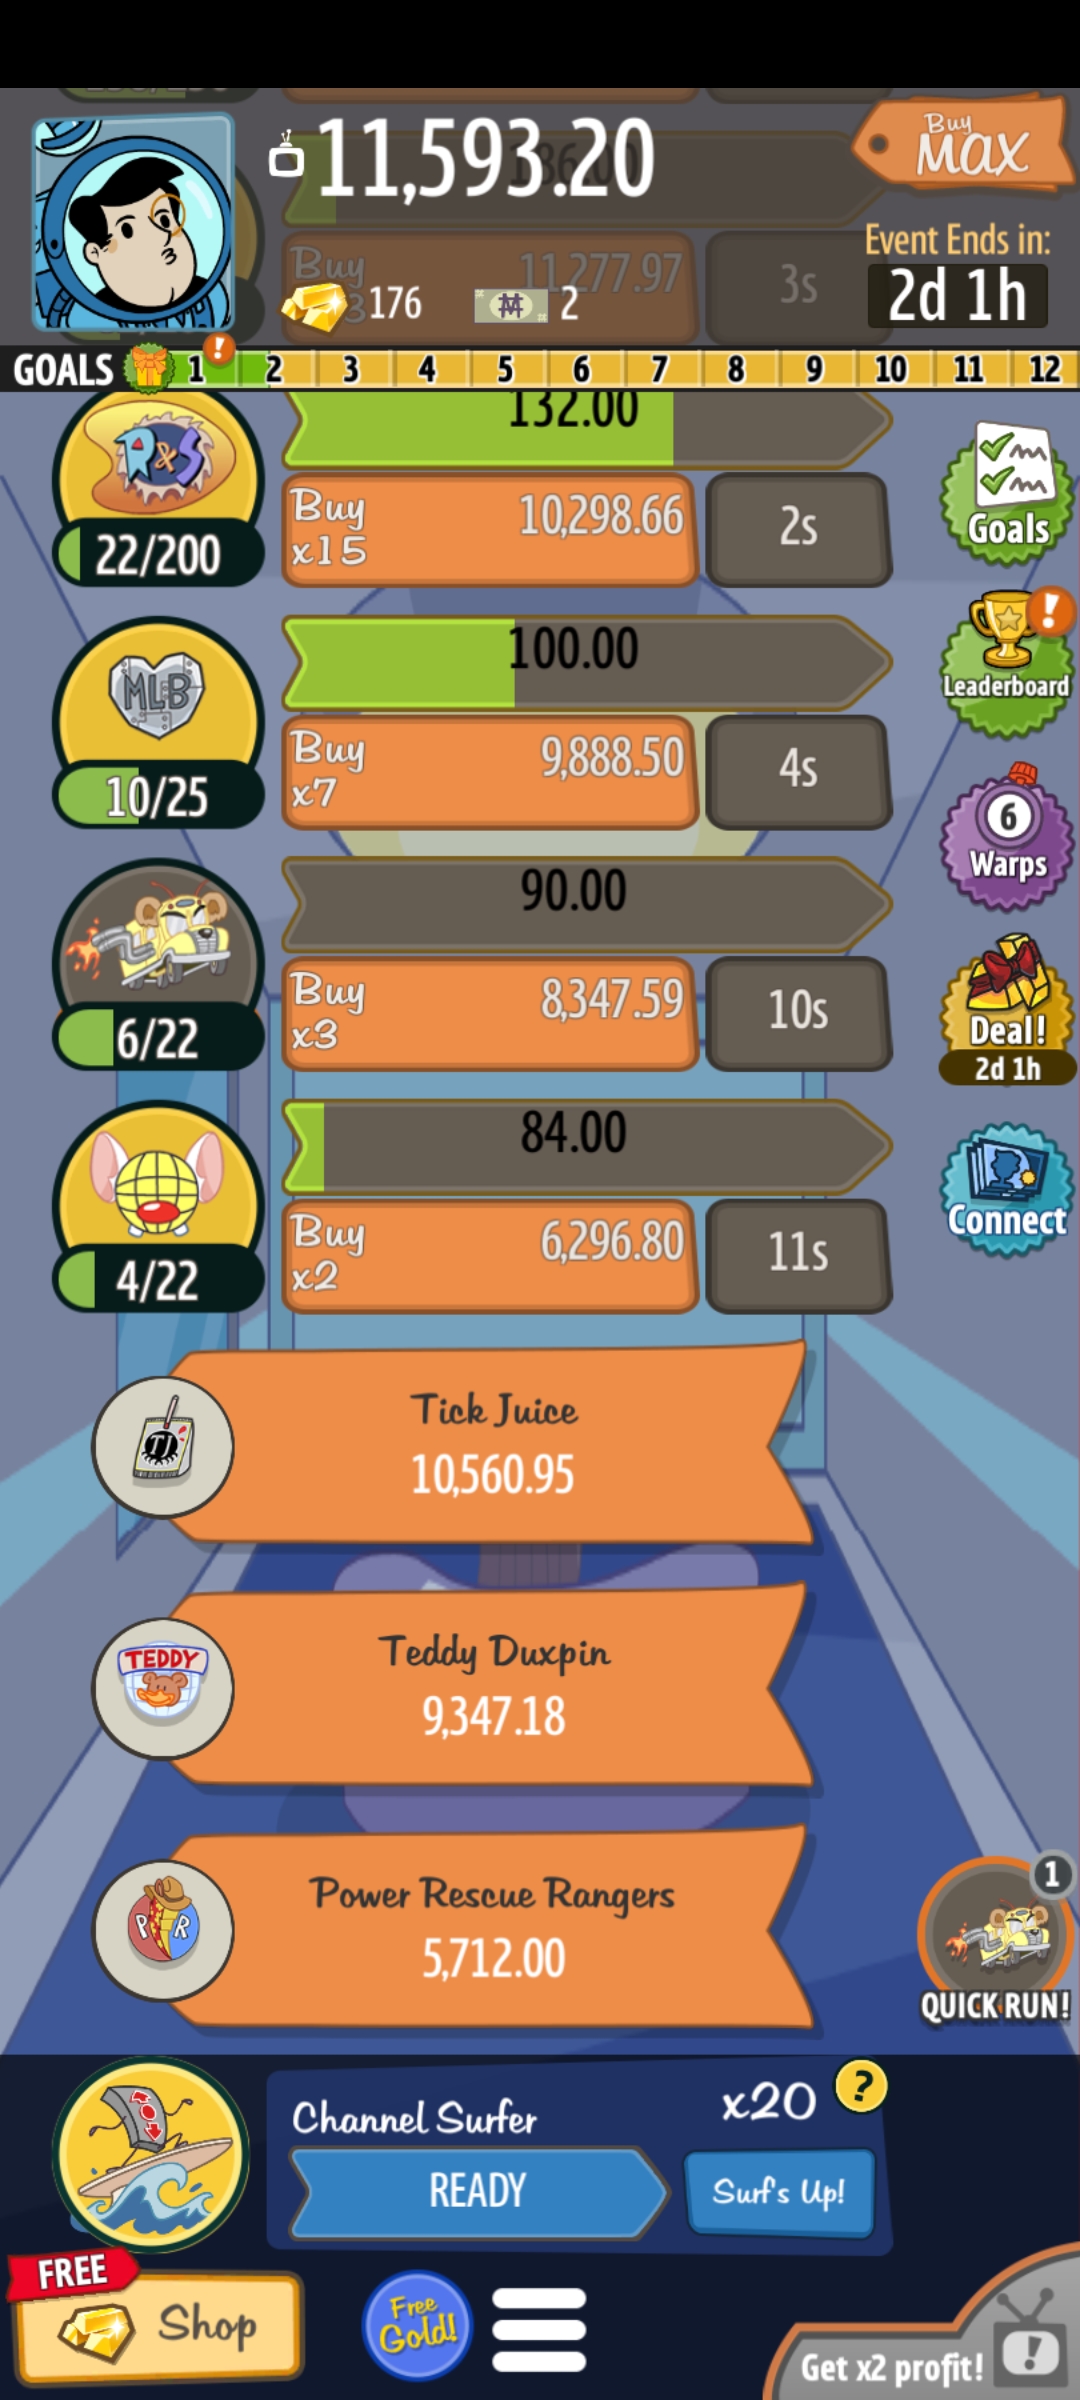 11,593.20
Buy
MAX
Event Ends in:
2d 1h
Buy
11,277.97
3s
176
2
GOALS
1 2 3 4 5 6 7 8 9 10 11 12
R&S
132.00
22/200
Buy
x15
10,298.66
2s
Goals
MLB
100.00
10/25
Buy
x7
9,888.50
4s
Leaderboard
90.00
6/22
Buy
x3
8,347.59
10s
6
Warps
84.00
4/22
Buy
x2
6,296.80
11s
Deal!
2d 1h
Connect
TJ
Tick Juice
10,560.95
TEDDY
Teddy Duxpin
9,347.18
P R
Power Rescue Rangers
5,712.00
1
QUICK RUN!
Channel Surfer
x20
?
READY
Surf's Up!
FREE
Shop
Free
Gold!
Get x2 profit!